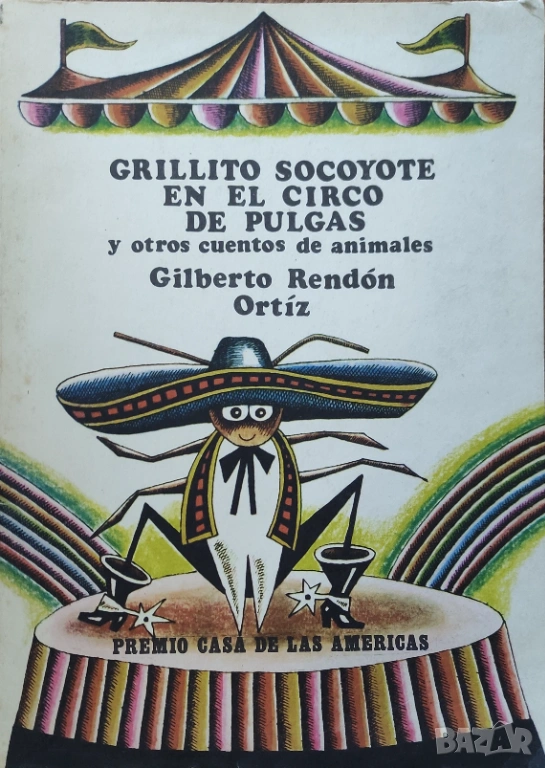 GRILLITO SOCOYOTE
EN EL CIRCO
DE PULGAS
y otros cuentos de animales
Gilberto Rendón
Ortíz
PREMIO CASA DE LAS AMERICAS
BAZAR